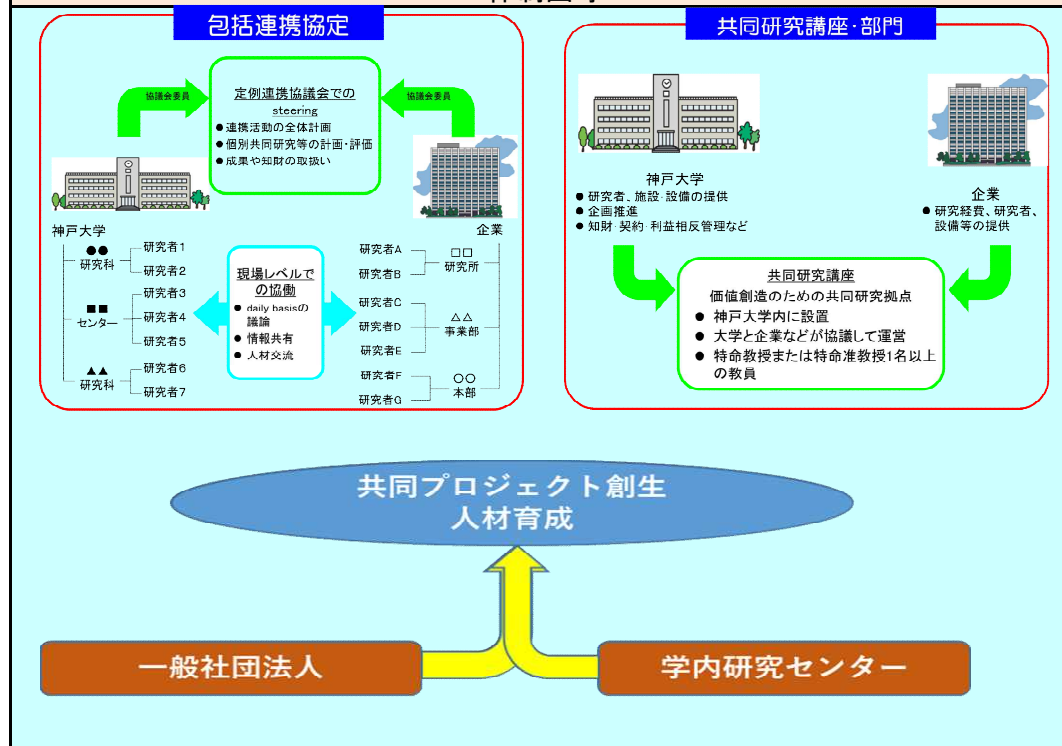 包括連携協定
協議会委員
定例連携協議会での
steering
●連携活動の全体計画
●個別共同研究等の計画・評価
●成果や知財の取扱い
協議会委員
神戸大学
●●
研究科
研究者1
研究者2
■■
センター
研究者3
研究者4
研究者5
▲▲
研究科
研究者6
研究者7
現場レベルで
の協働
● daily basisの
議論
● 情報共有
● 人材交流
企業
研究者A
研究者B
□□
研究所
研究者C
研究者D
研究者E
△△
事業部
研究者F
研究者G
○○
本部
共同研究講座・部門
神戸大学
● 研究者、施設・設備の提供
● 企画推進
● 知財・契約・利益相反管理など
企業
● 研究経費、研究者、
設備等の提供
共同研究講座
価値創造のための共同研究拠点
● 神戸大学内に設置
● 大学と企業などが協議して運営
● 特命教授または特命准教授1名以上
の教員
共同プロジェクト創生
人材育成
一般社団法人
学内研究センター